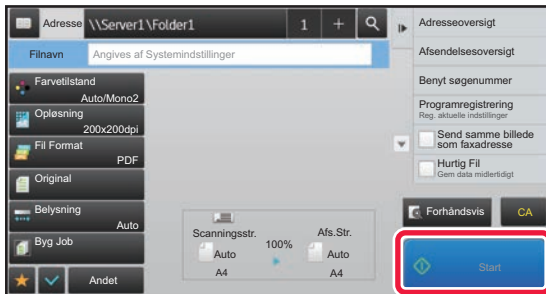 Adresse
\\Server1\Folder1
1
+
Filnavn
Angives af Systemindstillinger
Farvetilstand
Auto/Mono2
Opløsning
200x200dpi
Fil Format
PDF
Original
Belysning
Auto
Byg Job
Andet
Scanningsstr.
Auto
A4
100%
Afs.Str.
Auto
A4
Adresseoversigt
Afsendelsesoversigt
Benyt søgenummer
Programregistrering
Reg. aktuelle indstillinger
Send samme billede
som faxadresse
Hurtig Fil
Gem data midlertidigt
Forhåndsvis
CA
Start